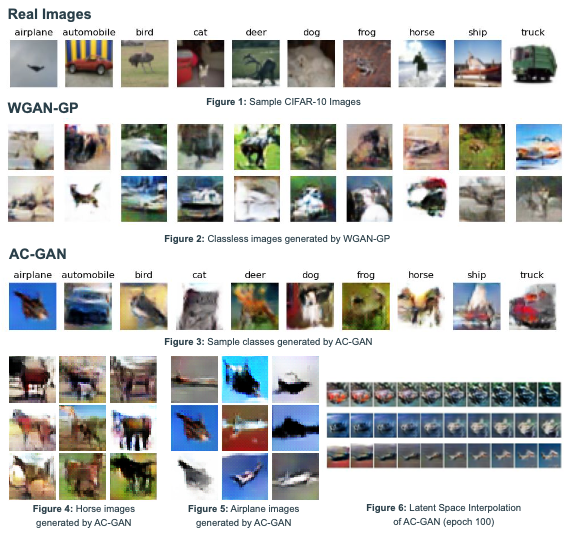 Real Images
airplane automobile bird cat deer dog frog horse ship truck
Figure 1: Sample CIFAR-10 Images
WGAN-GP
Figure 2: Classless images generated by WGAN-GP
AC-GAN
airplane automobile bird cat deer dog frog horse ship truck
Figure 3: Sample classes generated by AC-GAN
Figure 4: Horse images
generated by AC-GAN
Figure 5: Airplane images
generated by AC-GAN
Figure 6: Latent Space Interpolation
of AC-GAN (epoch 100)